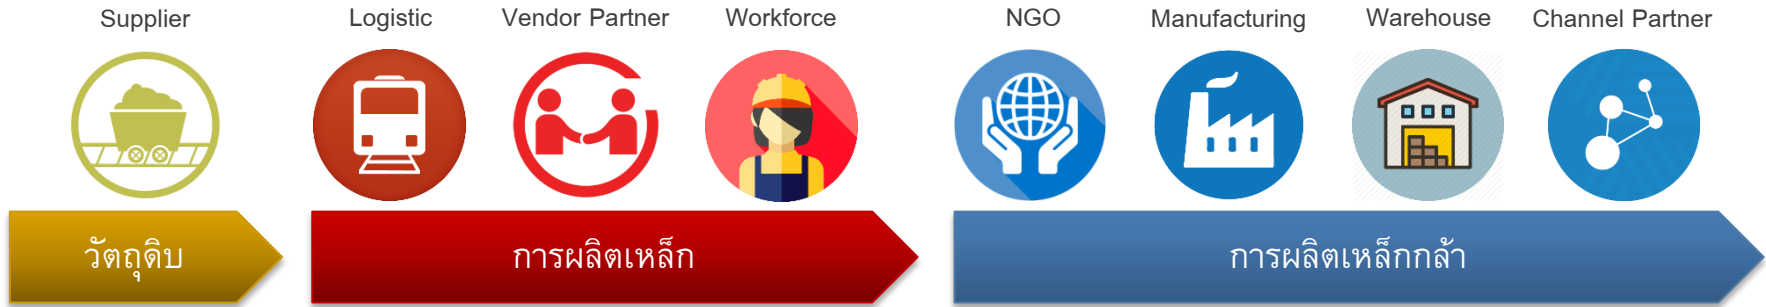 Supplier
Logistic
Vendor Partner
Workforce
NGO
Manufacturing
Warehouse
Channel Partner
วัตถุดิบ
การผลิตเหล็ก
การผลิตเหล็กกล้า